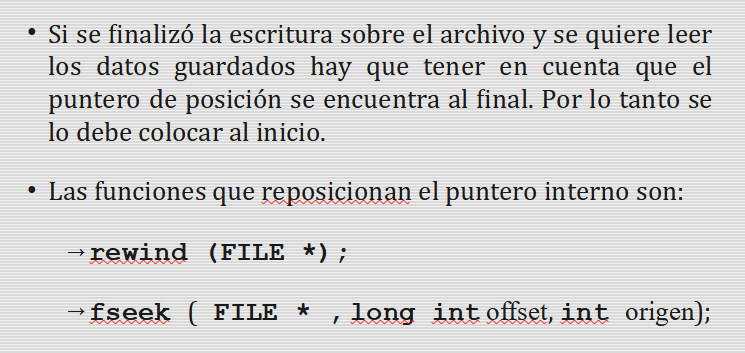 • Si se finalizó la escritura sobre el archivo y se quiere leer
los datos guardados hay que tener en cuenta que el
puntero de posición se encuentra al final. Por lo tanto se
lo debe colocar al inicio.
• Las funciones que reposicionan el puntero interno son:
→rewind (FILE *);
→fseek ( FILE * , long int offset, int origen);